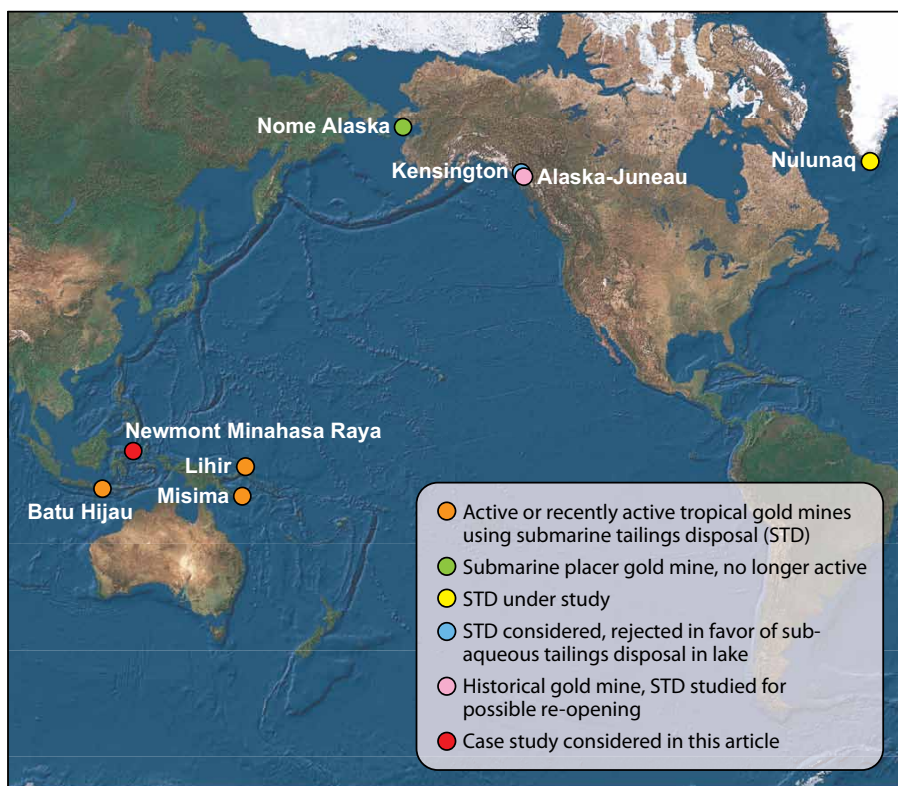 Nome Alaska
Kensington
Alaska-Juneau
Nulunaq
Newmont Minahasa Raya
Lihir
Misima
Batu Hijau
Active or recently active tropical gold mines
using submarine tailings disposal (STD)
Submarine placer gold mine, no longer active
STD under study
STD considered, rejected in favor of sub-
aqueous tailings disposal in lake
Historical gold mine, STD studied for
possible re-opening
Case study considered in this article